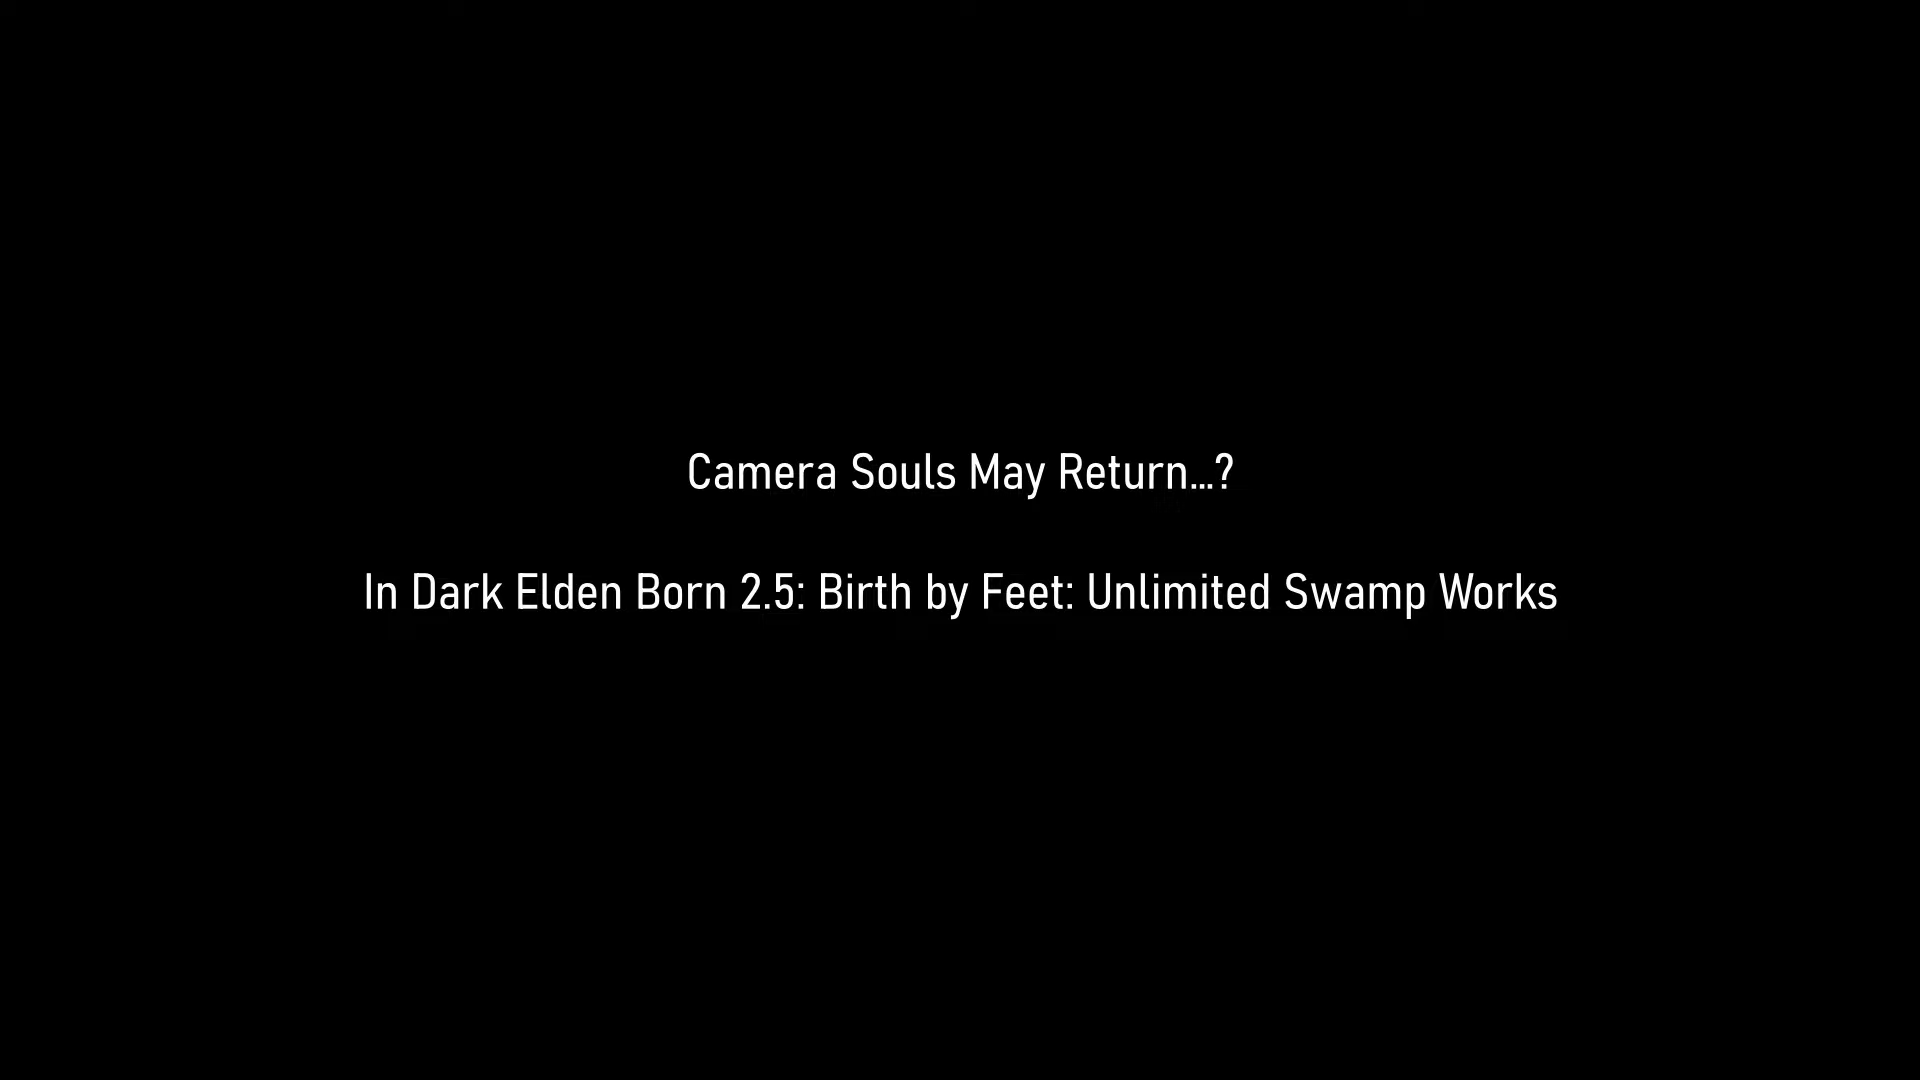 Camera Souls May Return...?
In Dark Elden Born 2.5: Birth by Feet: Unlimited Swamp Works